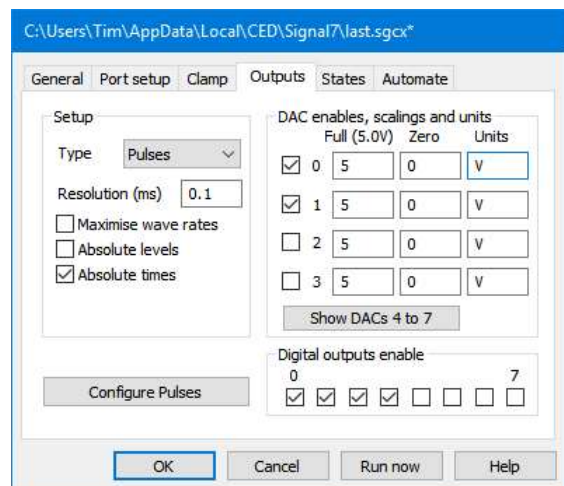 C:\Users\Tim\AppData\Local\CED\Signal7\last.sgcx*
General Port setup Clamp Outputs States Automate
Setup
Type Pulses
Resolution (ms) 0.1
Maximise wave rates
Absolute levels
Absolute times
Configure Pulses
DAC enables, scalings and units
Full (5.0V) Zero Units
0 5 0 V
1 5 0 V
2 5 0 V
3 5 0 V
Show DACs 4 to 7
Digital outputs enable
0 7
OK Cancel Run now Help